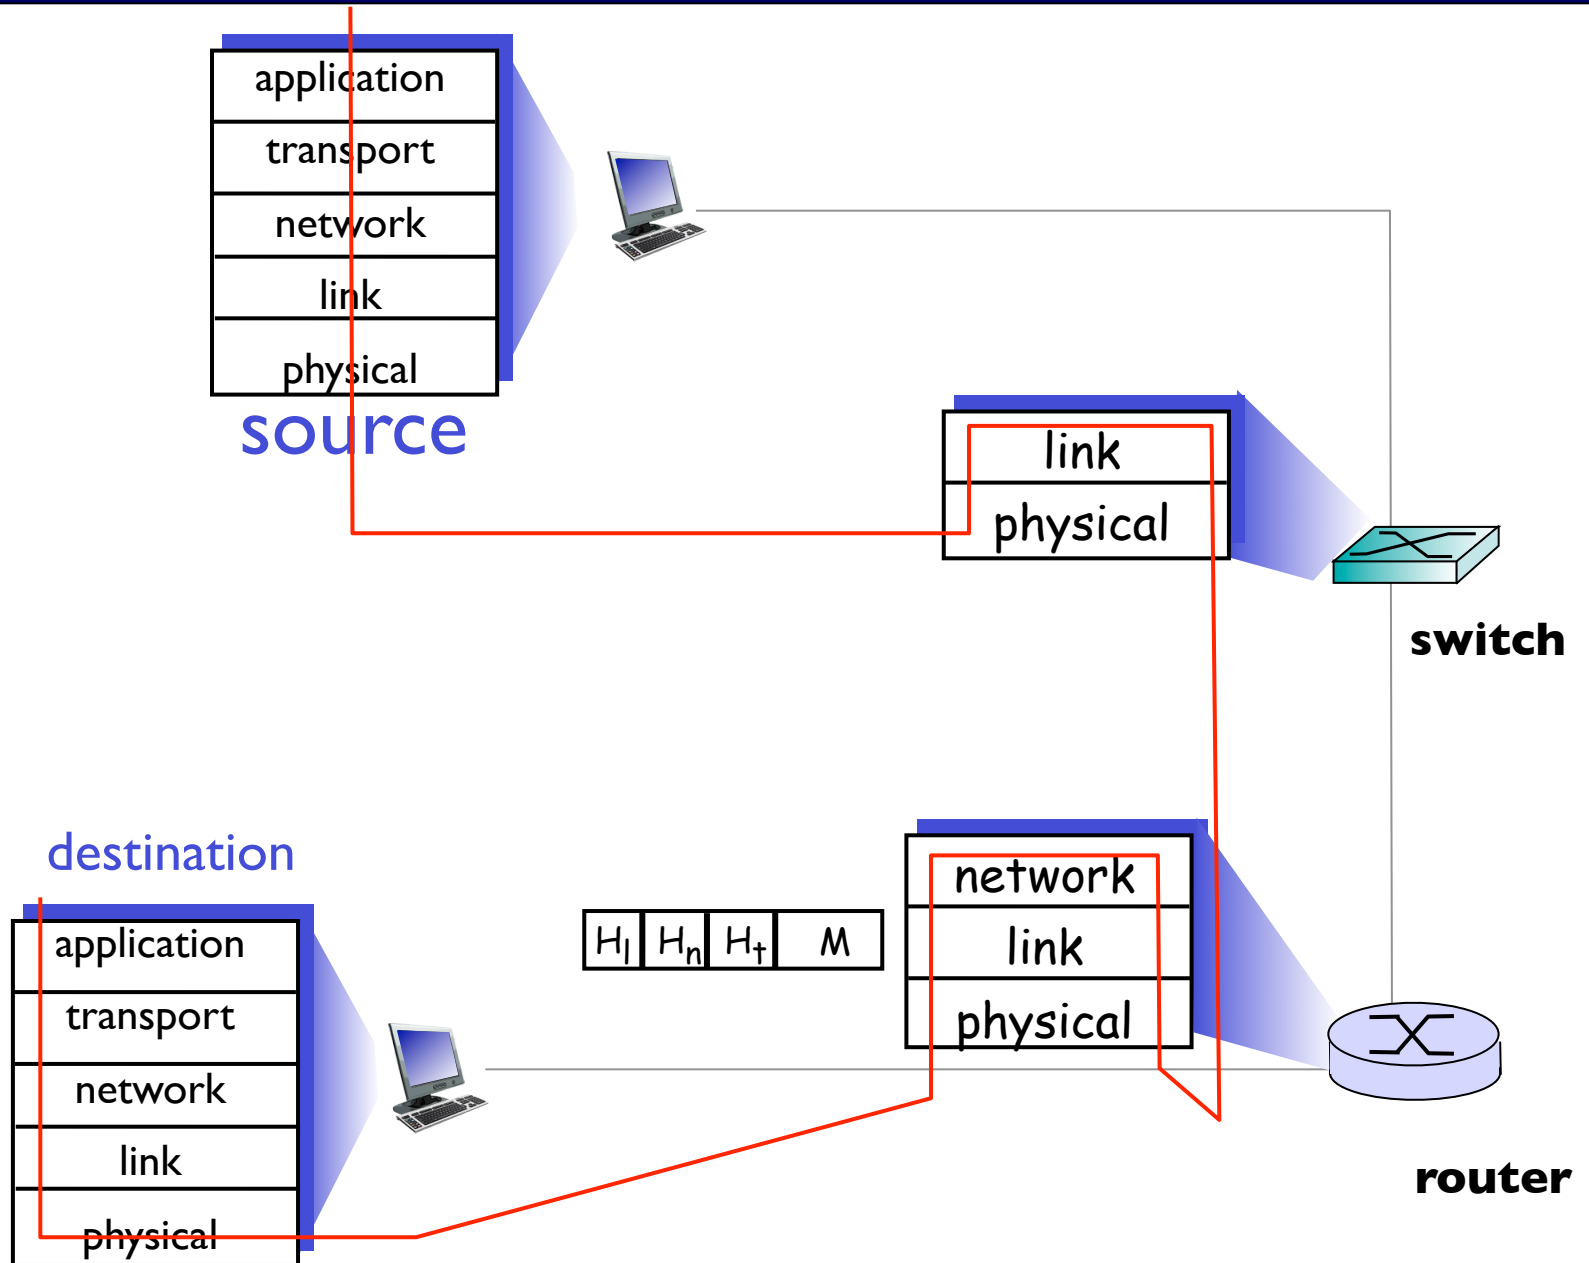 application
transport
network
link
physical
source
link
physical
switch
destination
application
transport
network
link
physical
Hl Hn Ht M
network
link
physical
router